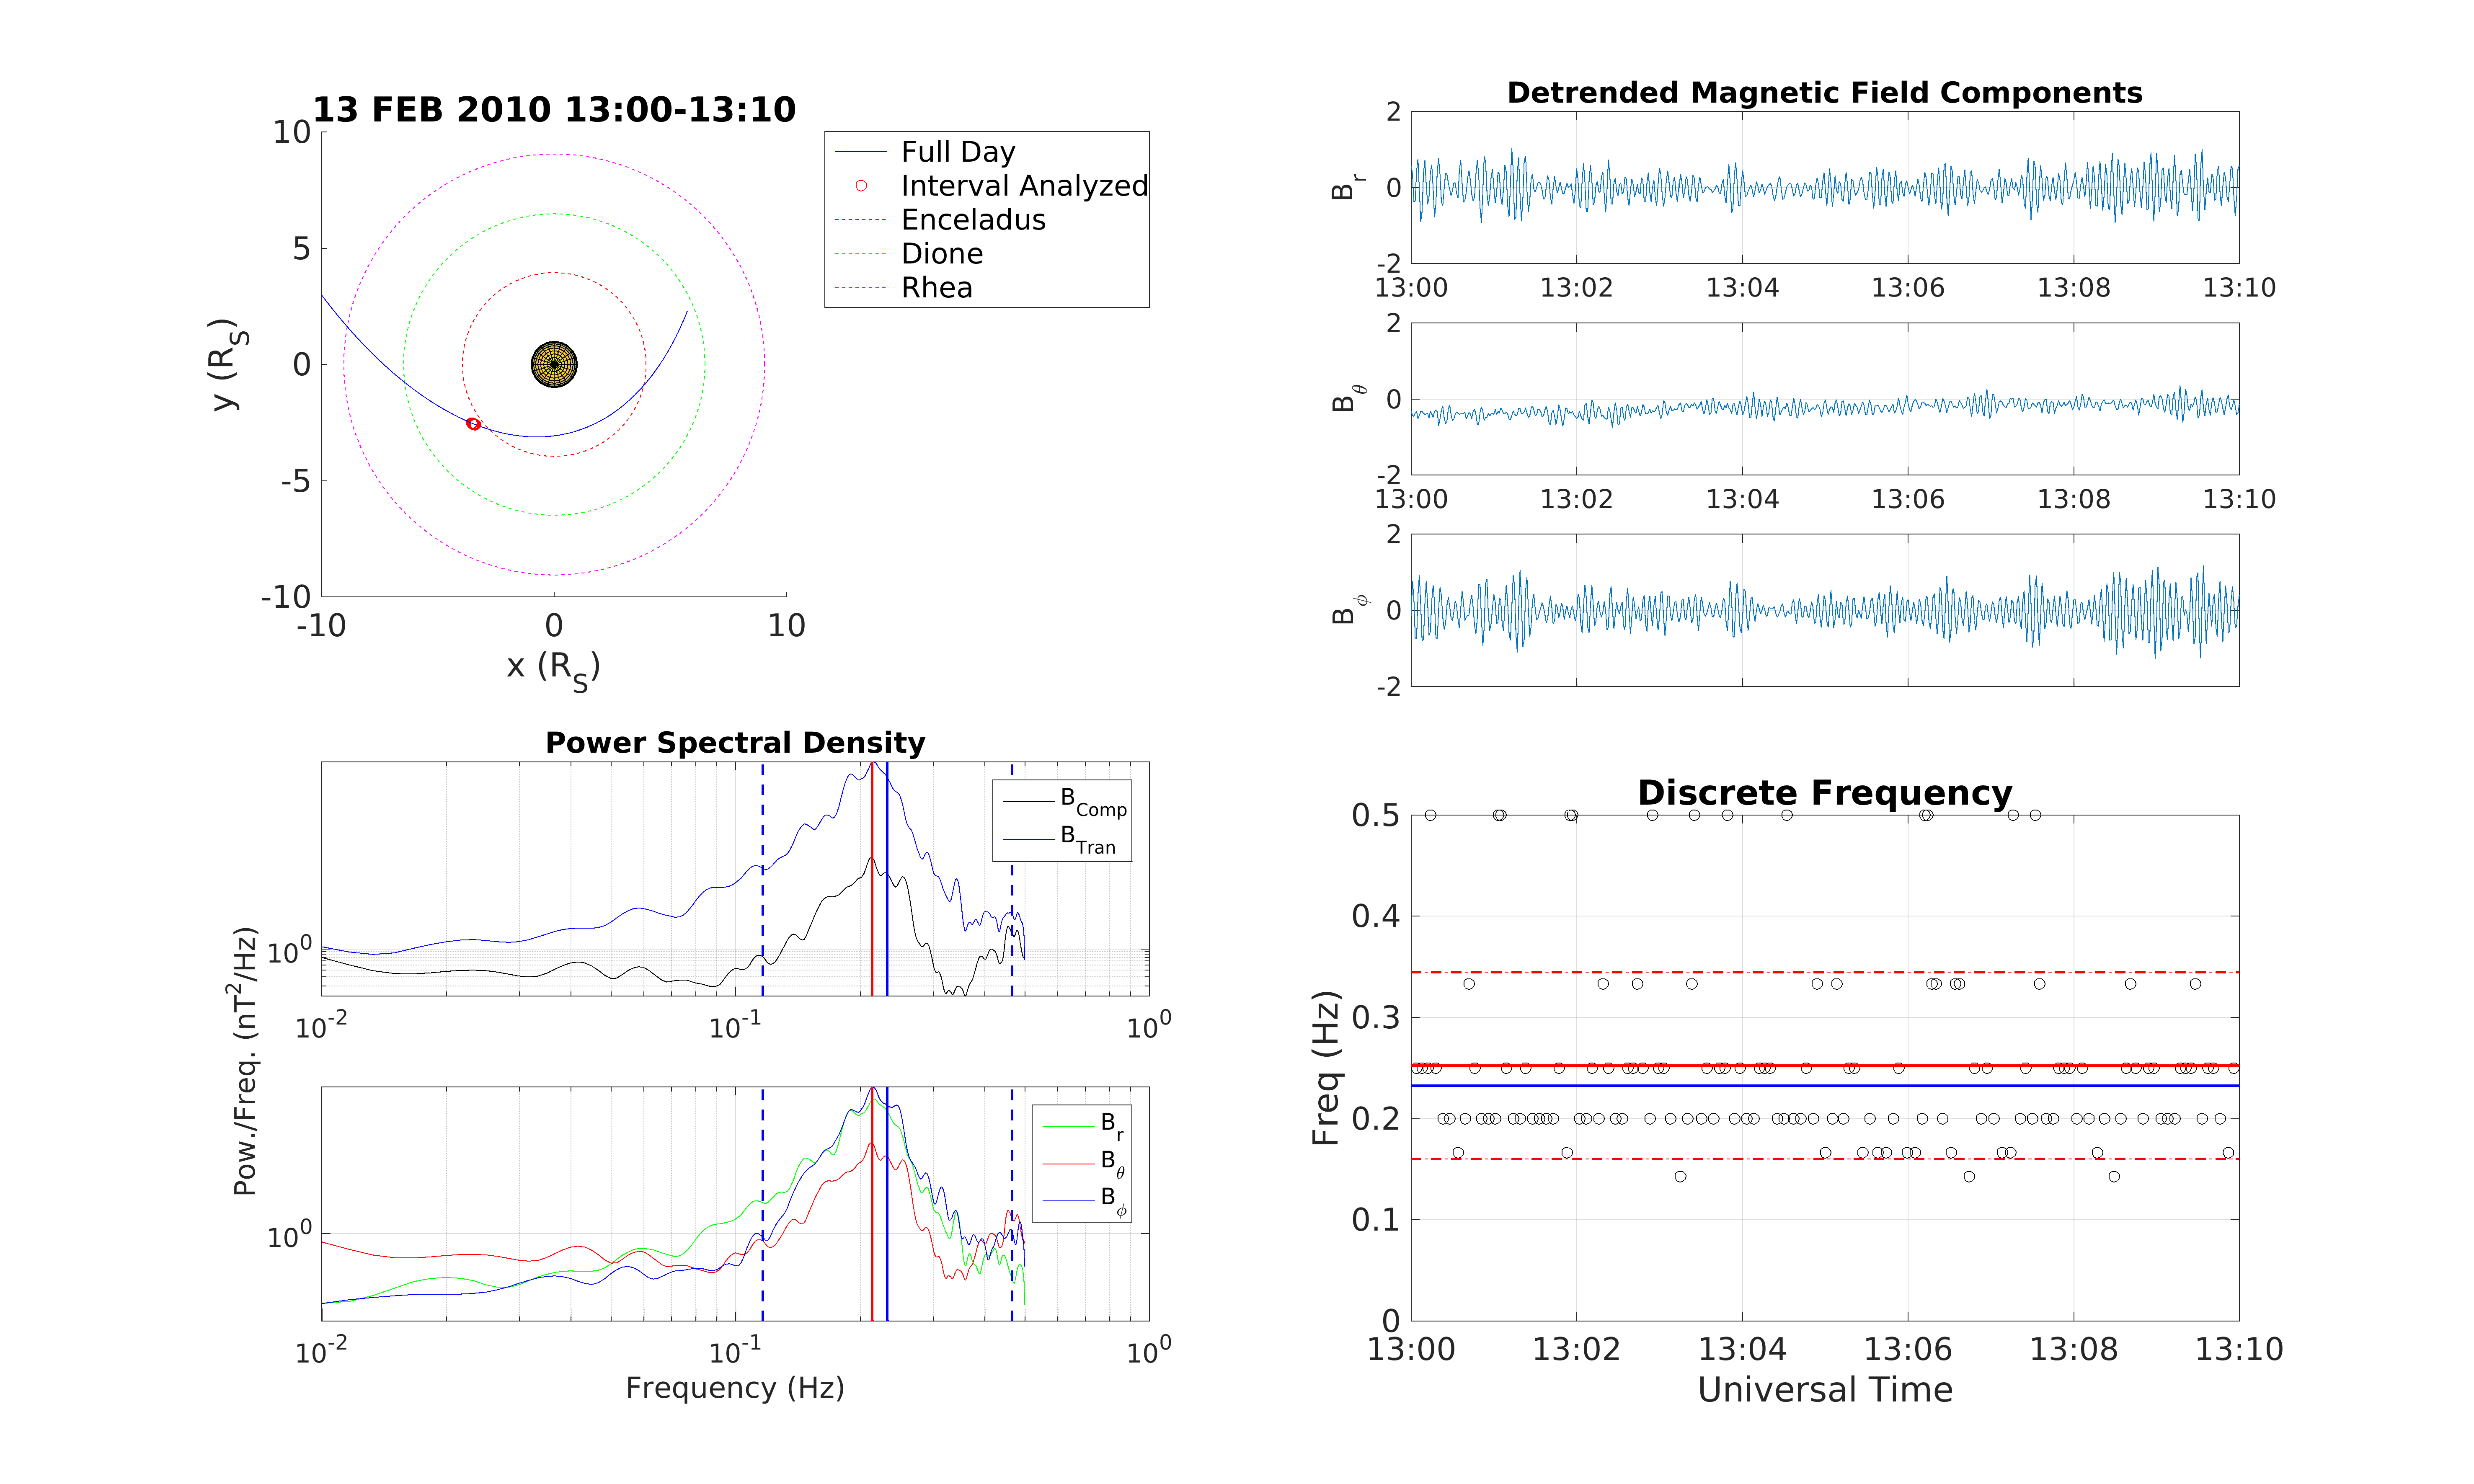 13 FEB 2010 13:00-13:10
10
5
0
-5
-10
-10 0 10
y (R_S)
x (R_S)
Full Day
Interval Analyzed
Enceladus
Dione
Rhea
Detrended Magnetic Field Components
2
0
-2
B_r
13:00 13:02 13:04 13:06 13:08 13:10
2
0
-2
B_θ
13:00 13:02 13:04 13:06 13:08 13:10
2
0
-2
B_ϕ
Power Spectral Density
10^0
B_Comp
B_Tran
10^-2 10^-1 10^0
Pow./Freq. (nT^2/Hz)
10^0
B_r
B_θ
B_ϕ
10^-2 10^-1 10^0
Frequency (Hz)
Discrete Frequency
0.5
0.4
0.3
0.2
0.1
0
Freq (Hz)
13:00 13:02 13:04 13:06 13:08 13:10
Universal Time